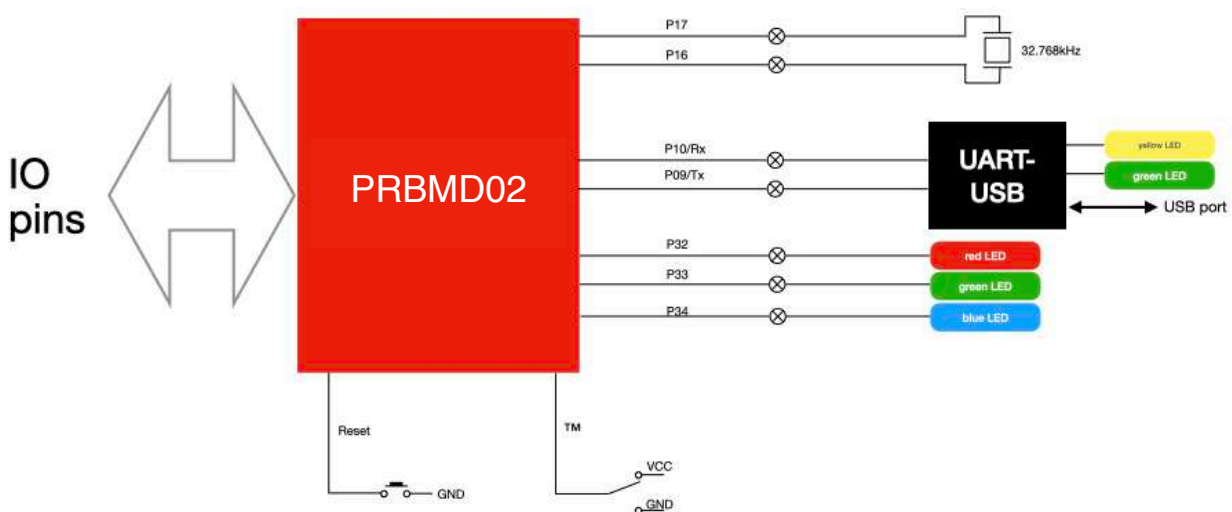 P17
P16
32.768kHz
IO
pins
PRBMD02
P10/Rx
P09/Tx
UART-
USB
yellow LED
green LED
USB port
P32
red LED
P33
green LED
P34
blue LED
Reset
TM
VCC
GND
GND